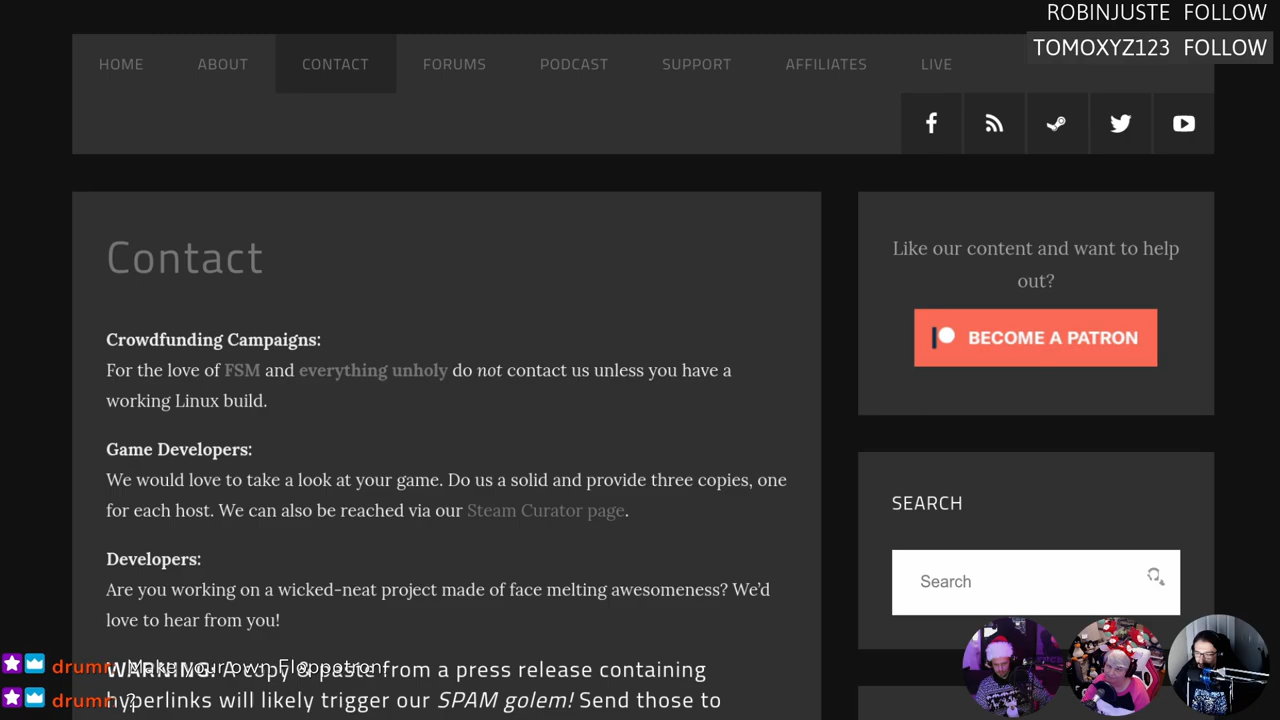 ROBINJUSTE FOLLOW
TOMOXYZ123 FOLLOW
HOME ABOUT CONTACT FORUMS PODCAST SUPPORT AFFILIATES LIVE
Contact
Crowdfunding Campaigns:
For the love of FSM and everything unholy do not contact us unless you have a
working Linux build.
Game Developers:
We would love to take a look at your game. Do us a solid and provide three copies, one
for each host. We can also be reached via our Steam Curator page.
Developers:
Are you working on a wicked-neat project made of face melting awesomeness? We'd
love to hear from you!
WARNING: A copy & paste from a press release containing
hyperlinks will likely trigger our SPAM golem! Send those to
Like our content and want to help
out?
BECOME A PATRON
SEARCH
Search
Make your own Floppotron
?